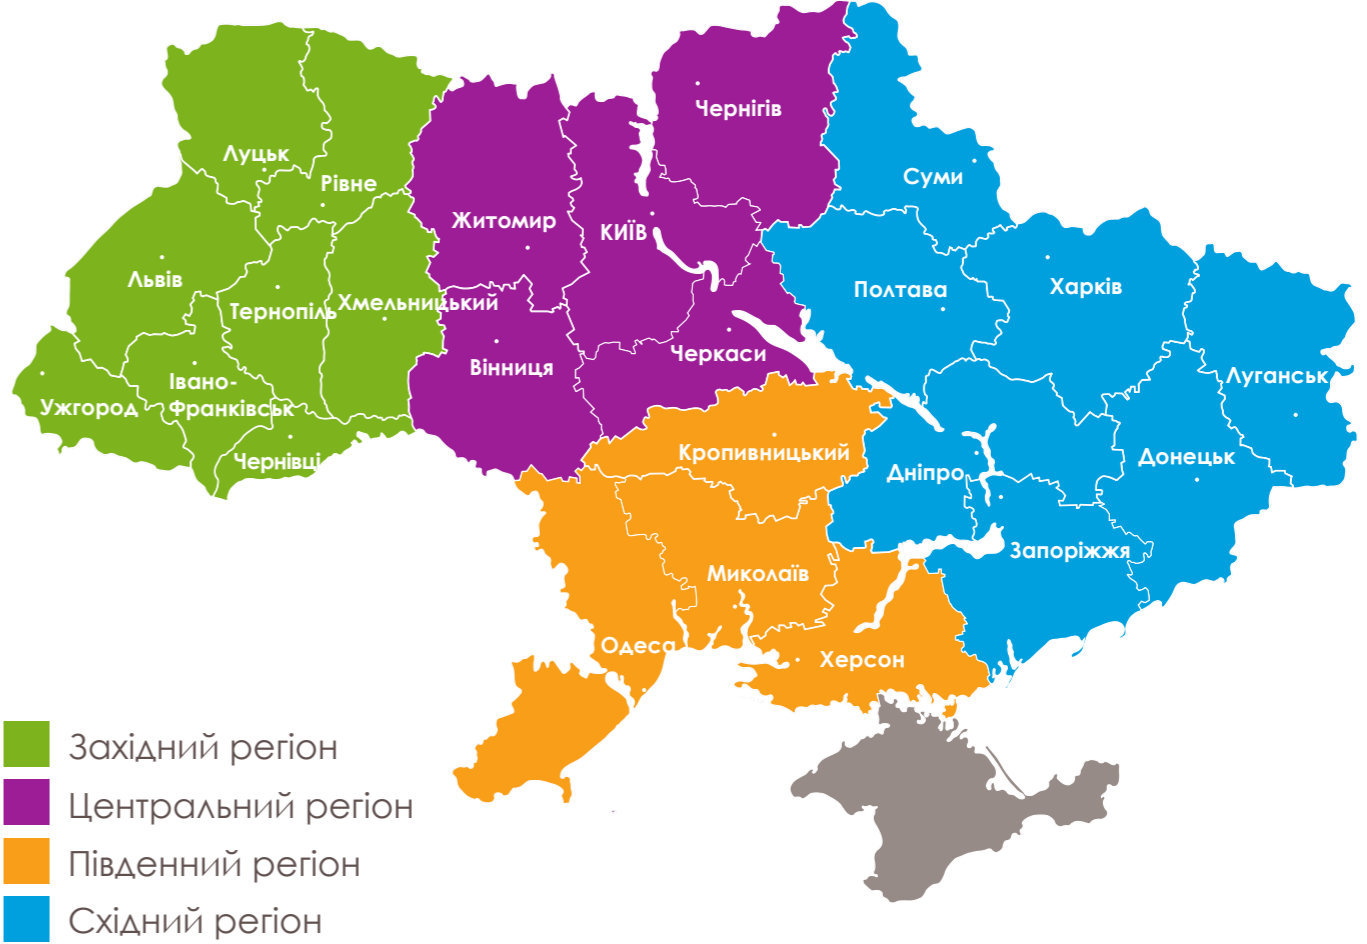 Чернігів
Луцьк
Рівне
Суми
Житомир
КИЇВ
Львів
Тернопіль
Хмельницький
Полтава
Харків
Черкаси
Вінниця
Івано-
Франківськ
Ужгород
Луганськ
Чернівці
Кропивницький
Дніпро
Донецьк
Запоріжжя
Миколаїв
Одеса
Херсон
Західний регіон
Центральний регіон
Південний регіон
Східний регіон